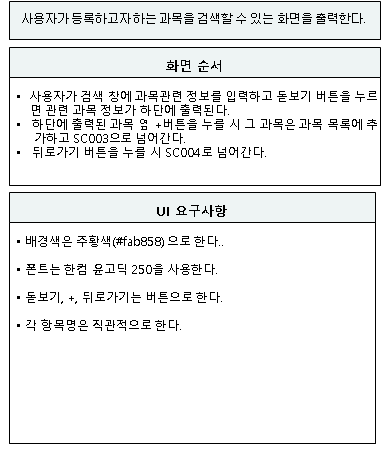 사용자가 등록하고자 하는 과목을 검색할 수 있는 화면을 출력한다.
화면 순서
• 사용자가 검색 창에 과목관련 정보를 입력하고 돋보기 버튼을 누르
면 관련 과목 정보가 하단에 출력된다.
• 하단에 출력된 과목 옆 +버튼을 누를 시 그 과목은 과목 목록에 추
가하고 SC003으로 넘어간다.
• 뒤로가기 버튼을 누를 시 SC004로 넘어간다.
UI 요구사항
• 배경색은 주황색(#fab858) 으로 한다..
• 폰트는 한컴 윤고딕 250을 사용한다.
• 돋보기, +, 뒤로가기는 버튼으로 한다.
• 각 항목명은 직관적으로 한다.